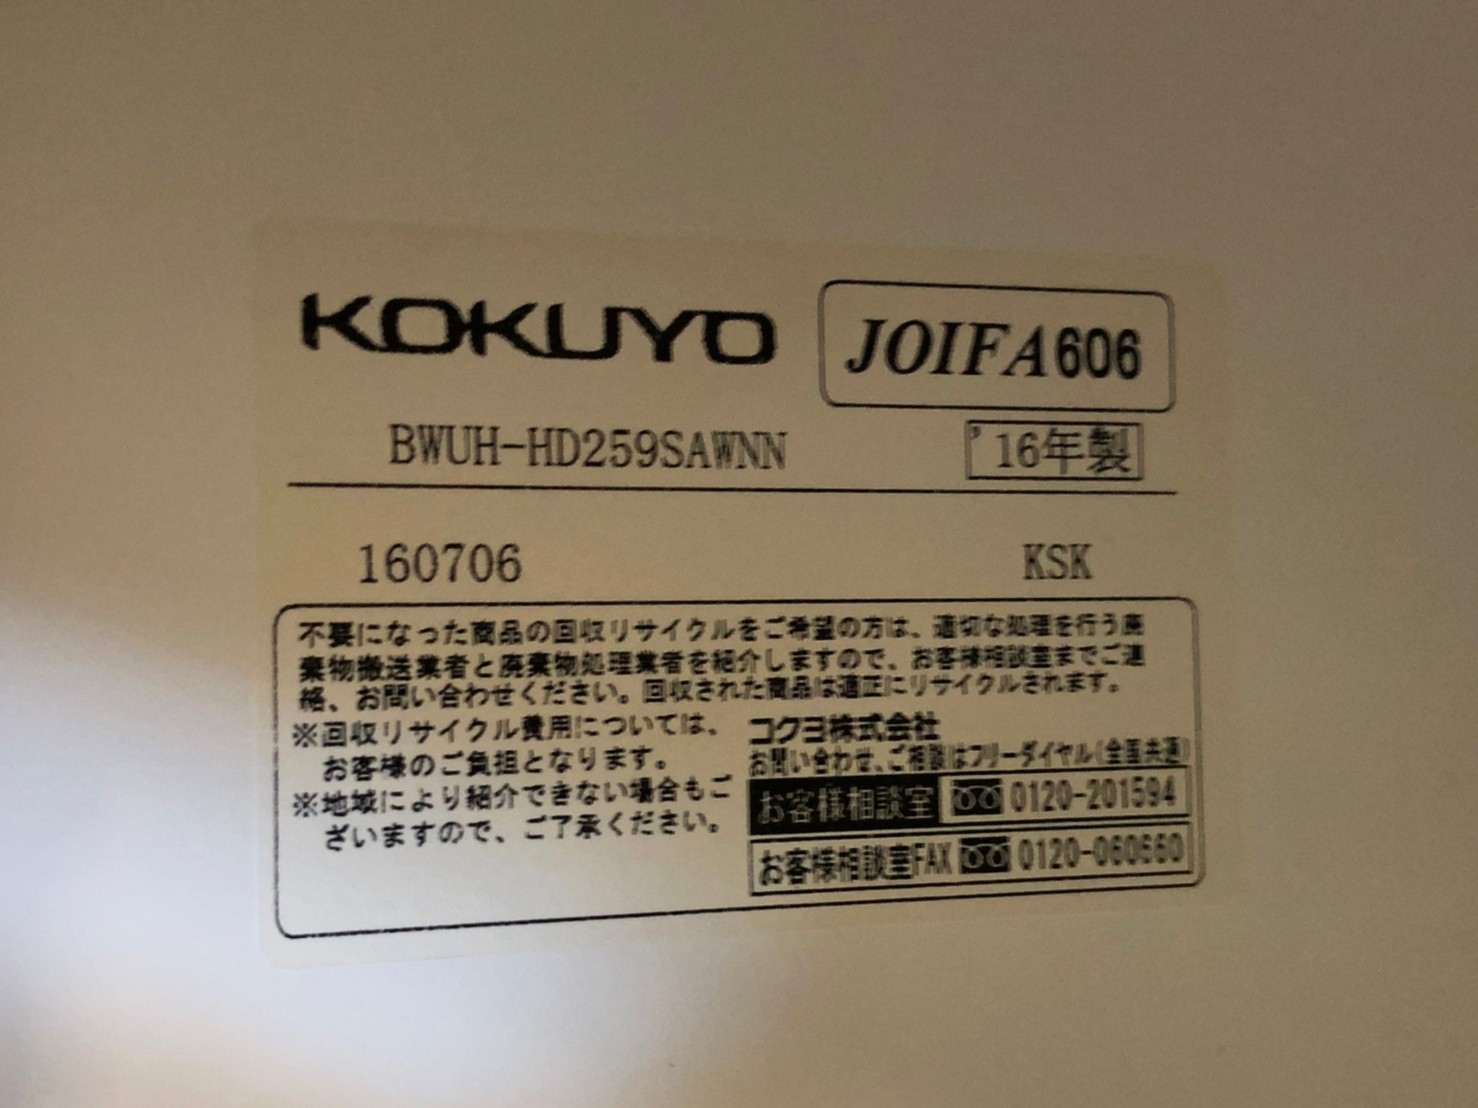 KOKUYO
JOIFA606
BWUH-HD259SAWNN
'16年製
160706
KSK
不要になった商品の回収リサイクルをご希望の方は、適切な処理を行う廃
棄物搬送業者と廃棄物処理業者を紹介しますので、お客様相談室までご連
絡、お問い合わせください。回収された商品は適正にリサイクルされます。
※回収リサイクル費用については、
お客様のご負担となります。
※地域により紹介できない場合もご
ざいますので、ご了承ください。
コクヨ株式会社
お問い合わせ、ご相談はフリーダイヤル(全国共通)
お客様相談室 0120-201594
お客様相談室FAX 0120-060660